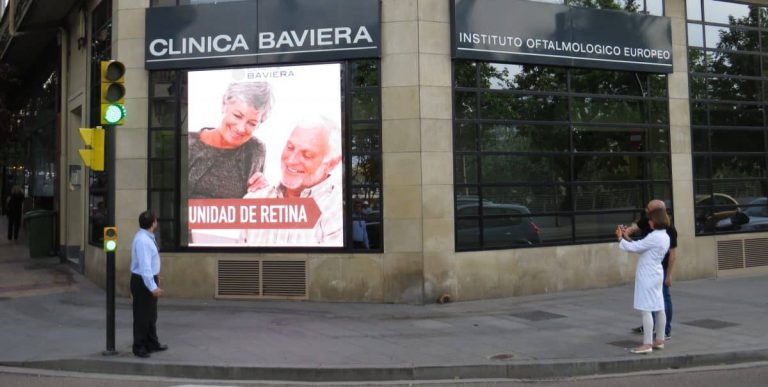 CLINICA BAVIERA
INSTITUTO OFTALMOLOGICO EUROPEO
BAVIERA
UNIDAD DE RETINA